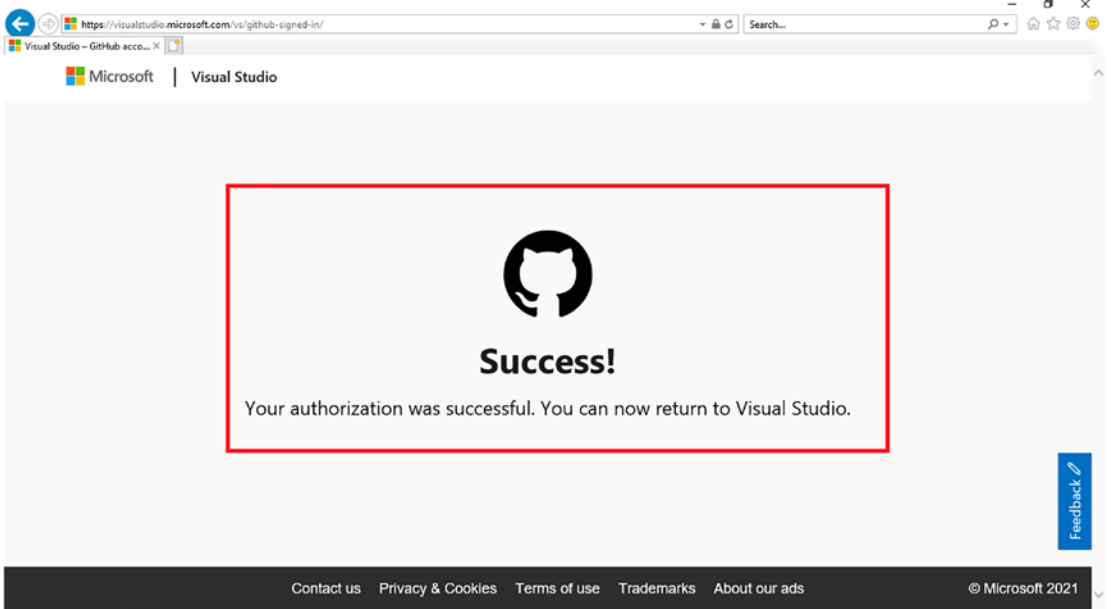 https://visualstudio.microsoft.com/vs/github-signed-in/
Search...
Visual Studio – GitHub acco...
Microsoft | Visual Studio
Success!
Your authorization was successful. You can now return to Visual Studio.
Feedback
Contact us Privacy & Cookies Terms of use Trademarks About our ads © Microsoft 2021